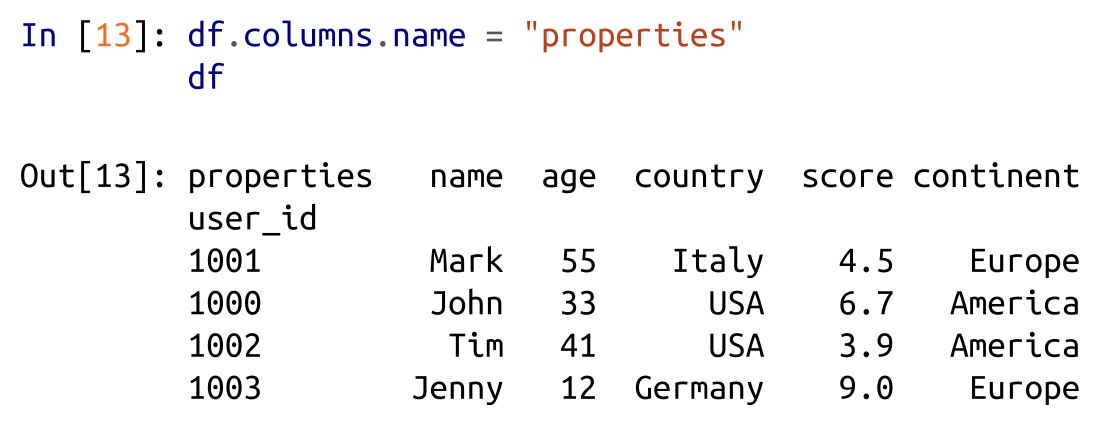 In [13]: df.columns.name = "properties"
         df
Out[13]: properties   name  age  country  score continent
         user_id
         1001         Mark   55    Italy    4.5    Europe
         1000         John   33      USA    6.7   America
         1002          Tim   41      USA    3.9   America
         1003        Jenny   12  Germany    9.0    Europe